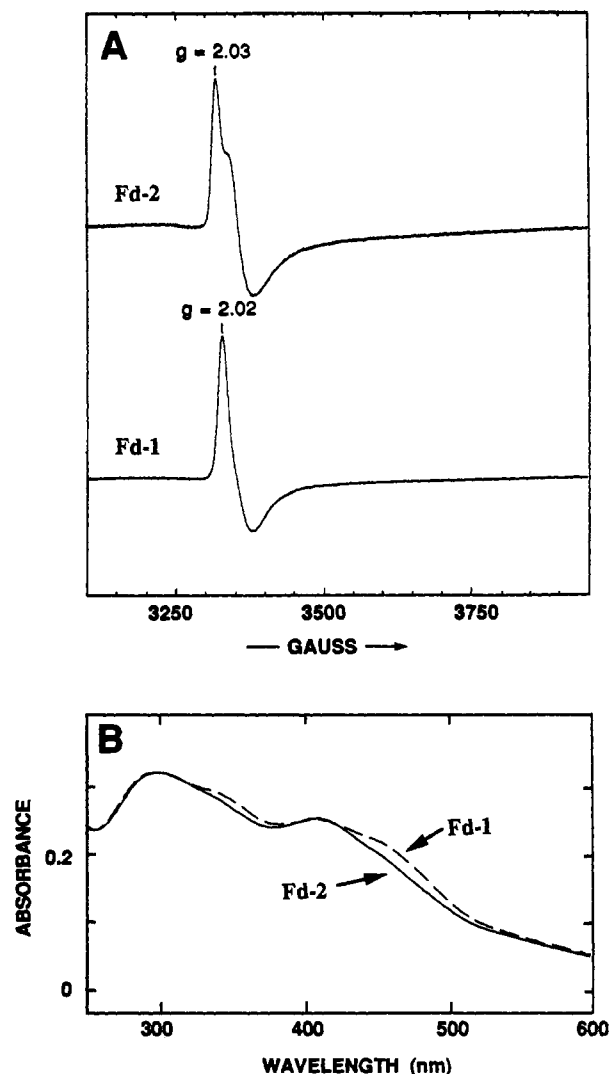 A
g = 2.03
Fd-2
g = 2.02
Fd-1
3250 3500 3750
— GAUSS →
B
Fd-1
Fd-2
ABSORBANCE
0.2
0
300 400 500 600
WAVELENGTH (nm)